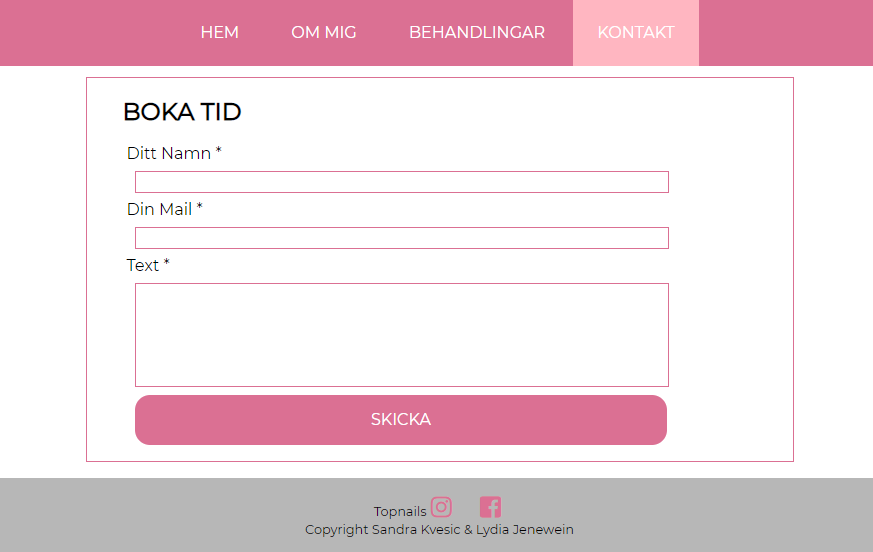 HEM OM MIG BEHANDLINGAR KONTAKT
BOKA TID
Ditt Namn *
Din Mail *
Text *
SKICKA
Topnails
Copyright Sandra Kvesic & Lydia Jenewein